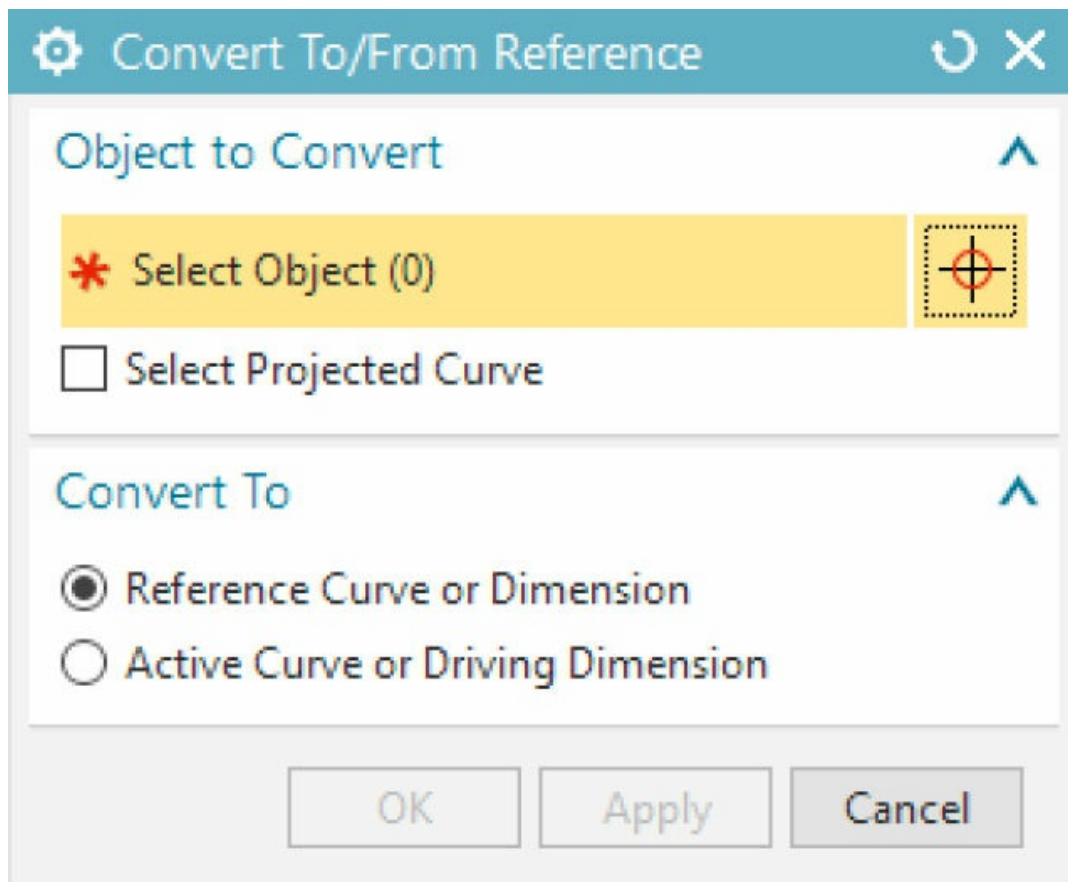 Convert To/From Reference
Object to Convert
* Select Object (0)
Select Projected Curve
Convert To
Reference Curve or Dimension
Active Curve or Driving Dimension
OK Apply Cancel